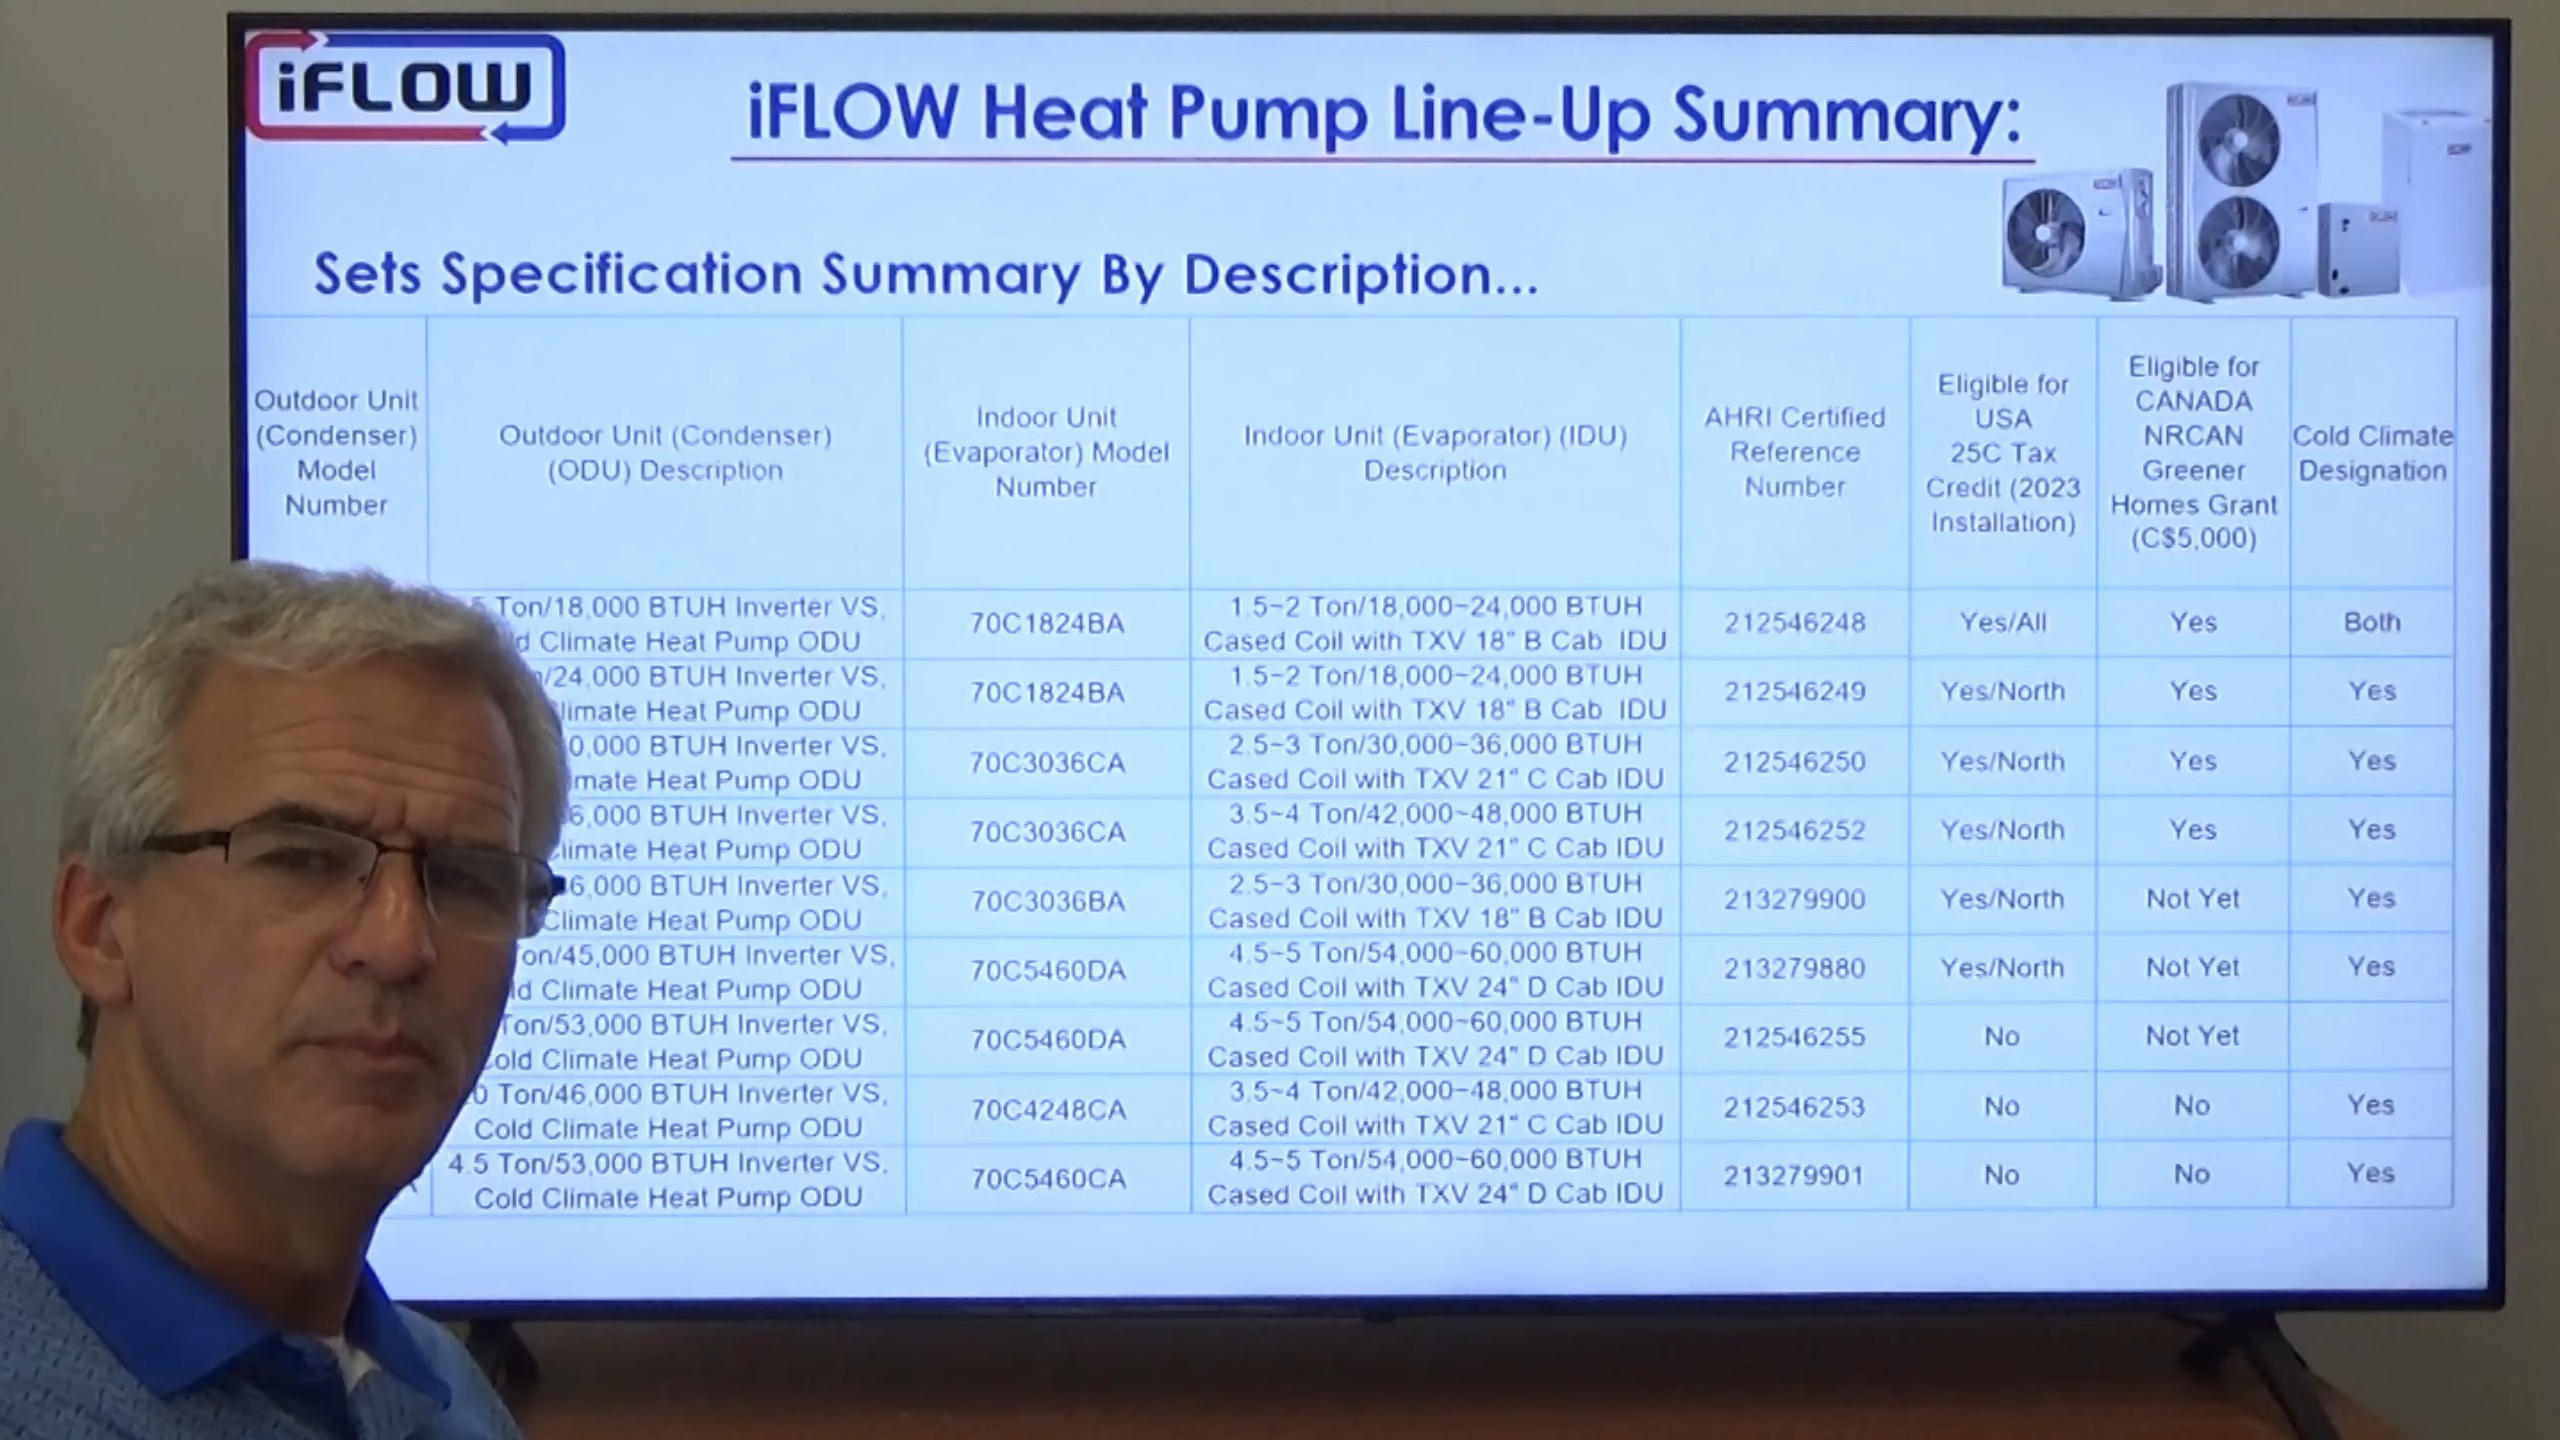 iFLOW
iFLOW Heat Pump Line-Up Summary:
Sets Specification Summary By Description...
Outdoor Unit
(Condenser)
Model
Number
Outdoor Unit (Condenser)
(ODU) Description
Indoor Unit
(Evaporator) Model
Number
Indoor Unit (Evaporator) (IDU)
Description
AHRI Certified
Reference
Number
Eligible for
USA
25C Tax
Credit (2023
Installation)
Eligible for
CANADA
NRCAN
Greener
Homes Grant
(C$5,000)
Cold Climate
Designation
Ton/18,000 BTUH Inverter VS,
Climate Heat Pump ODU
70C1824BA
1.5~2 Ton/18,000~24,000 BTUH
Cased Coil with TXV 18" B Cab IDU
212546248
Yes/All
Yes
Both
/24,000 BTUH Inverter VS,
limate Heat Pump ODU
70C1824BA
1.5~2 Ton/18,000~24,000 BTUH
Cased Coil with TXV 18" B Cab IDU
212546249
Yes/North
Yes
Yes
0,000 BTUH Inverter VS,
mate Heat Pump ODU
70C3036CA
2.5~3 Ton/30,000~36,000 BTUH
Cased Coil with TXV 21" C Cab IDU
212546250
Yes/North
Yes
Yes
6,000 BTUH Inverter VS,
limate Heat Pump ODU
70C3036CA
3.5~4 Ton/42,000~48,000 BTUH
Cased Coil with TXV 21" C Cab IDU
212546252
Yes/North
Yes
Yes
6,000 BTUH Inverter VS,
Climate Heat Pump ODU
70C3036BA
2.5~3 Ton/30,000~36,000 BTUH
Cased Coil with TXV 18" B Cab IDU
213279900
Yes/North
Not Yet
Yes
on/45,000 BTUH Inverter VS,
ld Climate Heat Pump ODU
70C5460DA
4.5~5 Ton/54,000~60,000 BTUH
Cased Coil with TXV 24" D Cab IDU
213279880
Yes/North
Not Yet
Yes
Ton/53,000 BTUH Inverter VS,
old Climate Heat Pump ODU
70C5460DA
4.5~5 Ton/54,000~60,000 BTUH
Cased Coil with TXV 24" D Cab IDU
212546255
No
Not Yet
0 Ton/46,000 BTUH Inverter VS,
Cold Climate Heat Pump ODU
70C4248CA
3.5~4 Ton/42,000~48,000 BTUH
Cased Coil with TXV 21" C Cab IDU
212546253
No
No
Yes
4.5 Ton/53,000 BTUH Inverter VS,
Cold Climate Heat Pump ODU
70C5460CA
4.5~5 Ton/54,000~60,000 BTUH
Cased Coil with TXV 24" D Cab IDU
213279901
No
No
Yes